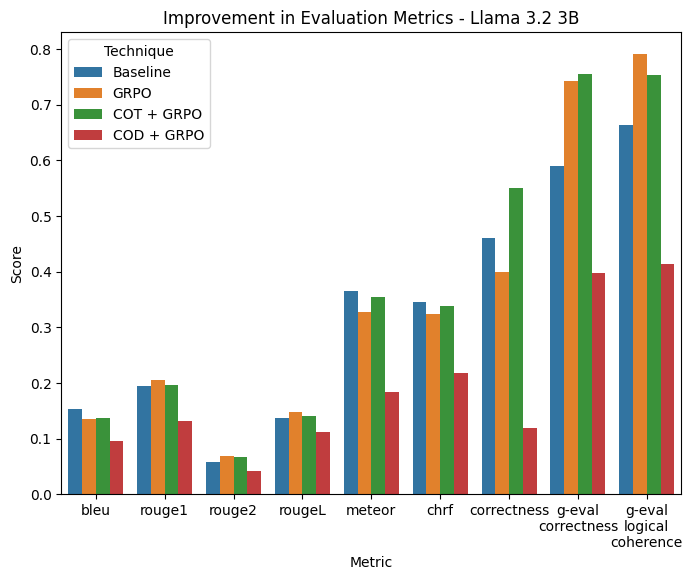 Improvement in Evaluation Metrics - Llama 3.2 3B
Technique
Baseline
GRPO
COT + GRPO
COD + GRPO
Score
0.8
0.7
0.6
0.5
0.4
0.3
0.2
0.1
0.0
bleu
rouge1
rouge2
rougeL
meteor
chrf
correctness
g-eval
correctness
g-eval
logical
coherence
Metric